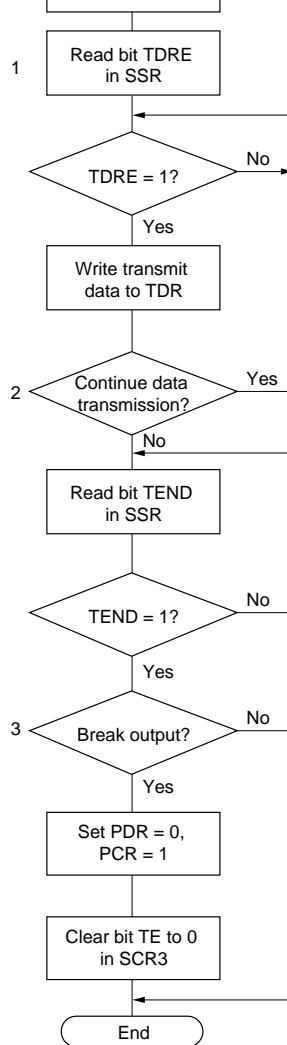 1
Read bit TDRE
in SSR
TDRE = 1?
No
Yes
Write transmit
data to TDR
2
Continue data
transmission?
Yes
No
Read bit TEND
in SSR
TEND = 1?
No
Yes
3
Break output?
No
Yes
Set PDR = 0,
PCR = 1
Clear bit TE to 0
in SCR3
End